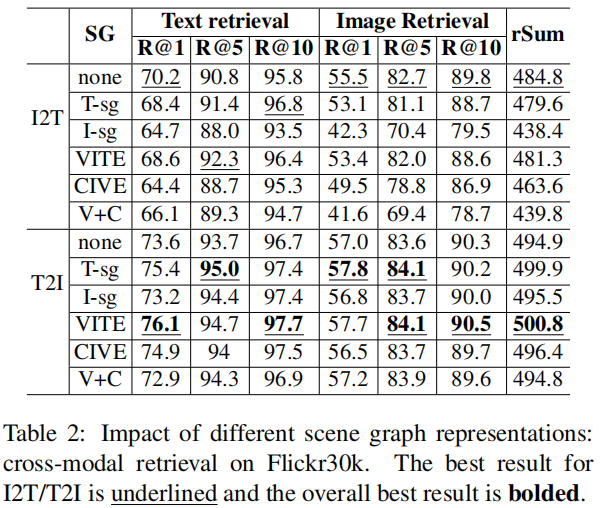 SG Text retrieval Image Retrieval rSum
R@1 R@5 R@10 R@1 R@5 R@10
I2T
none 70.2 90.8 95.8 55.5 82.7 89.8 484.8
T-sg 68.4 91.4 96.8 53.1 81.1 88.7 479.6
I-sg 64.7 88.0 93.5 42.3 70.4 79.5 438.4
VITE 68.6 92.3 96.4 53.4 82.0 88.6 481.3
CIVE 64.4 88.7 95.3 49.5 78.8 86.9 463.6
V+C 66.1 89.3 94.7 41.6 69.4 78.7 439.8
T2I
none 73.6 93.7 96.7 57.0 83.6 90.3 494.9
T-sg 75.4 95.0 97.4 57.8 84.1 90.2 499.9
I-sg 73.2 94.4 97.4 56.8 83.7 90.0 495.5
VITE 76.1 94.7 97.7 57.7 84.1 90.5 500.8
CIVE 74.9 94 97.5 56.5 83.7 89.7 496.4
V+C 72.9 94.3 96.9 57.2 83.9 89.6 494.8
Table 2: Impact of different scene graph representations:
cross-modal retrieval on Flickr30k. The best result for
I2T/T2I is underlined and the overall best result is bolded.